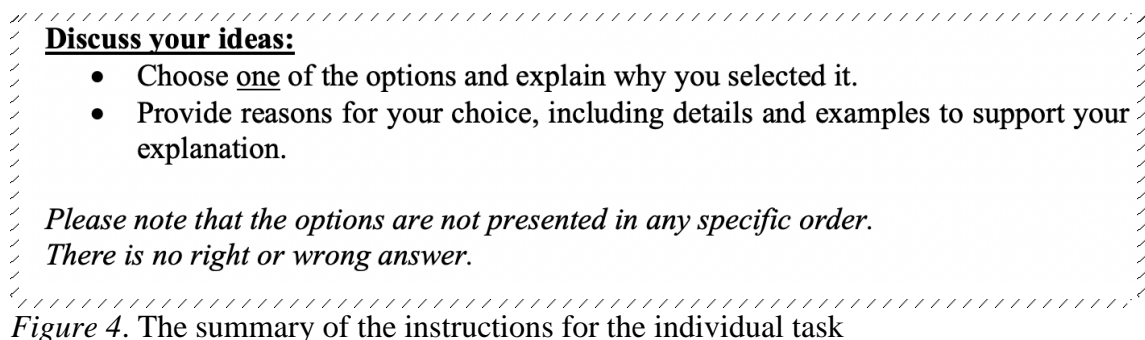 Discuss your ideas:
• Choose one of the options and explain why you selected it.
• Provide reasons for your choice, including details and examples to support your
explanation.
Please note that the options are not presented in any specific order.
There is no right or wrong answer.
Figure 4. The summary of the instructions for the individual task